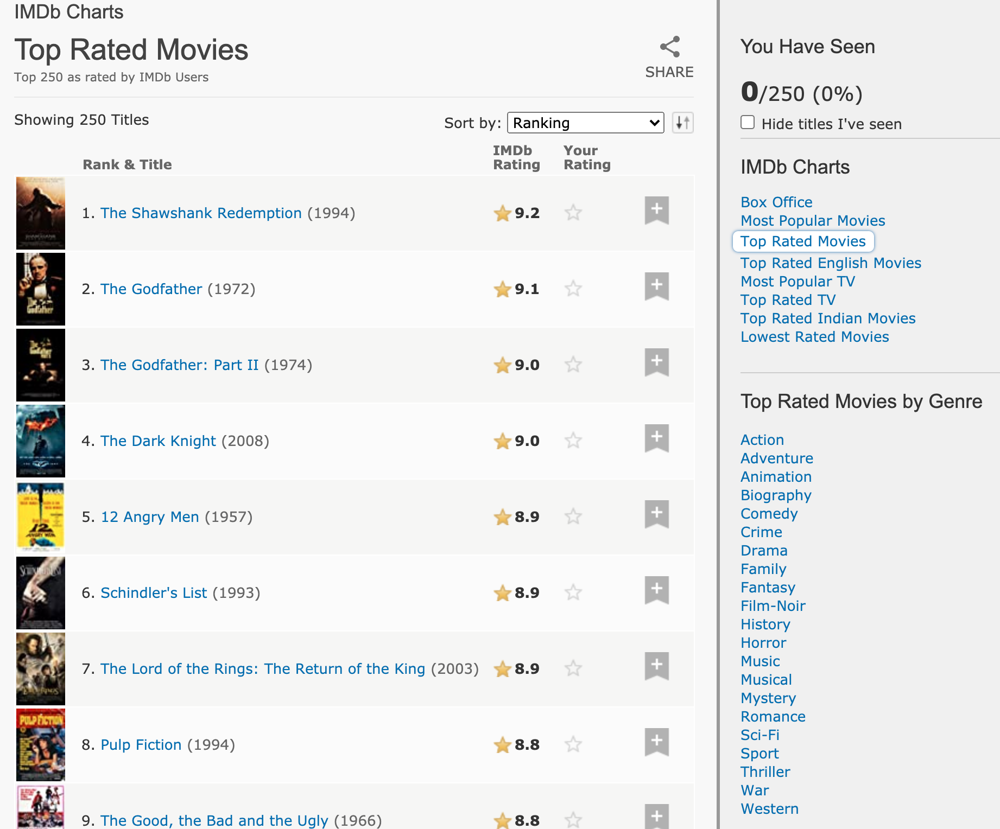 IMDb Charts
Top Rated Movies
Top 250 as rated by IMDb Users
SHARE
Showing 250 Titles
Sort by: Ranking
Rank & Title IMDb Rating Your Rating
1. The Shawshank Redemption (1994) 9.2
2. The Godfather (1972) 9.1
The Godfather
3. The Godfather: Part II (1974) 9.0
4. The Dark Knight (2008) 9.0
5. 12 Angry Men (1957) 8.9
12
ANGRY MEN
6. Schindler's List (1993) 8.9
7. The Lord of the Rings: The Return of the King (2003) 8.9
8. Pulp Fiction (1994) 8.8
PULP FICTION
9. The Good, the Bad and the Ugly (1966) 8.8
You Have Seen
0/250 (0%)
Hide titles I've seen
IMDb Charts
Box Office
Most Popular Movies
Top Rated Movies
Top Rated English Movies
Most Popular TV
Top Rated TV
Top Rated Indian Movies
Lowest Rated Movies
Top Rated Movies by Genre
Action
Adventure
Animation
Biography
Comedy
Crime
Drama
Family
Fantasy
Film-Noir
History
Horror
Music
Musical
Mystery
Romance
Sci-Fi
Sport
Thriller
War
Western